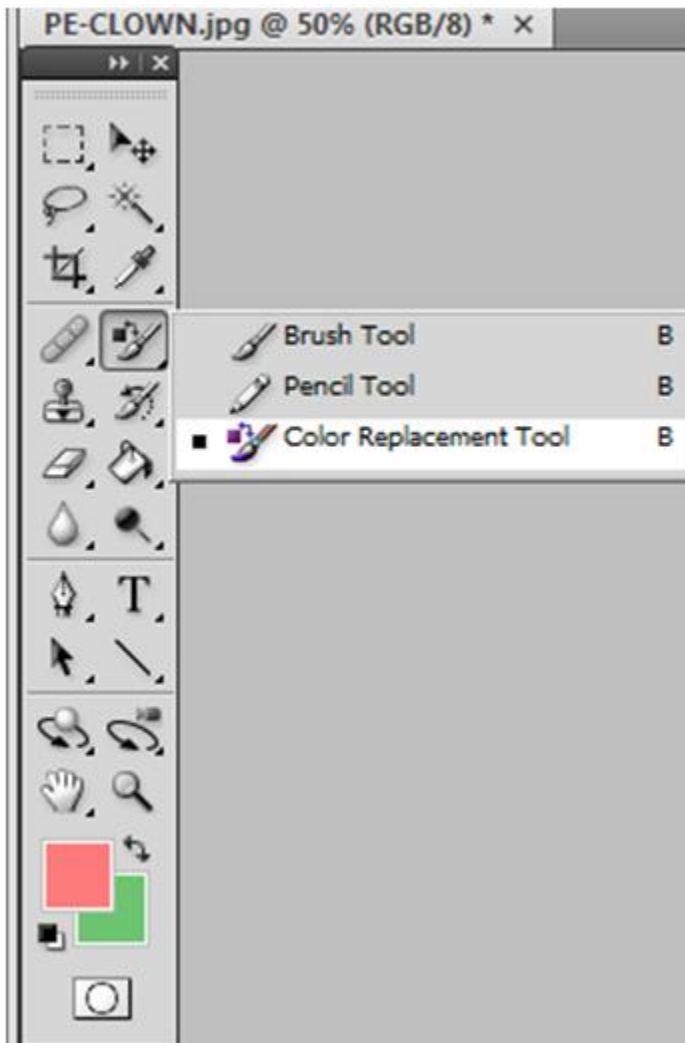 PE-CLOWN.jpg @ 50% (RGB/8) * ×
Brush Tool B
Pencil Tool B
Color Replacement Tool B
T